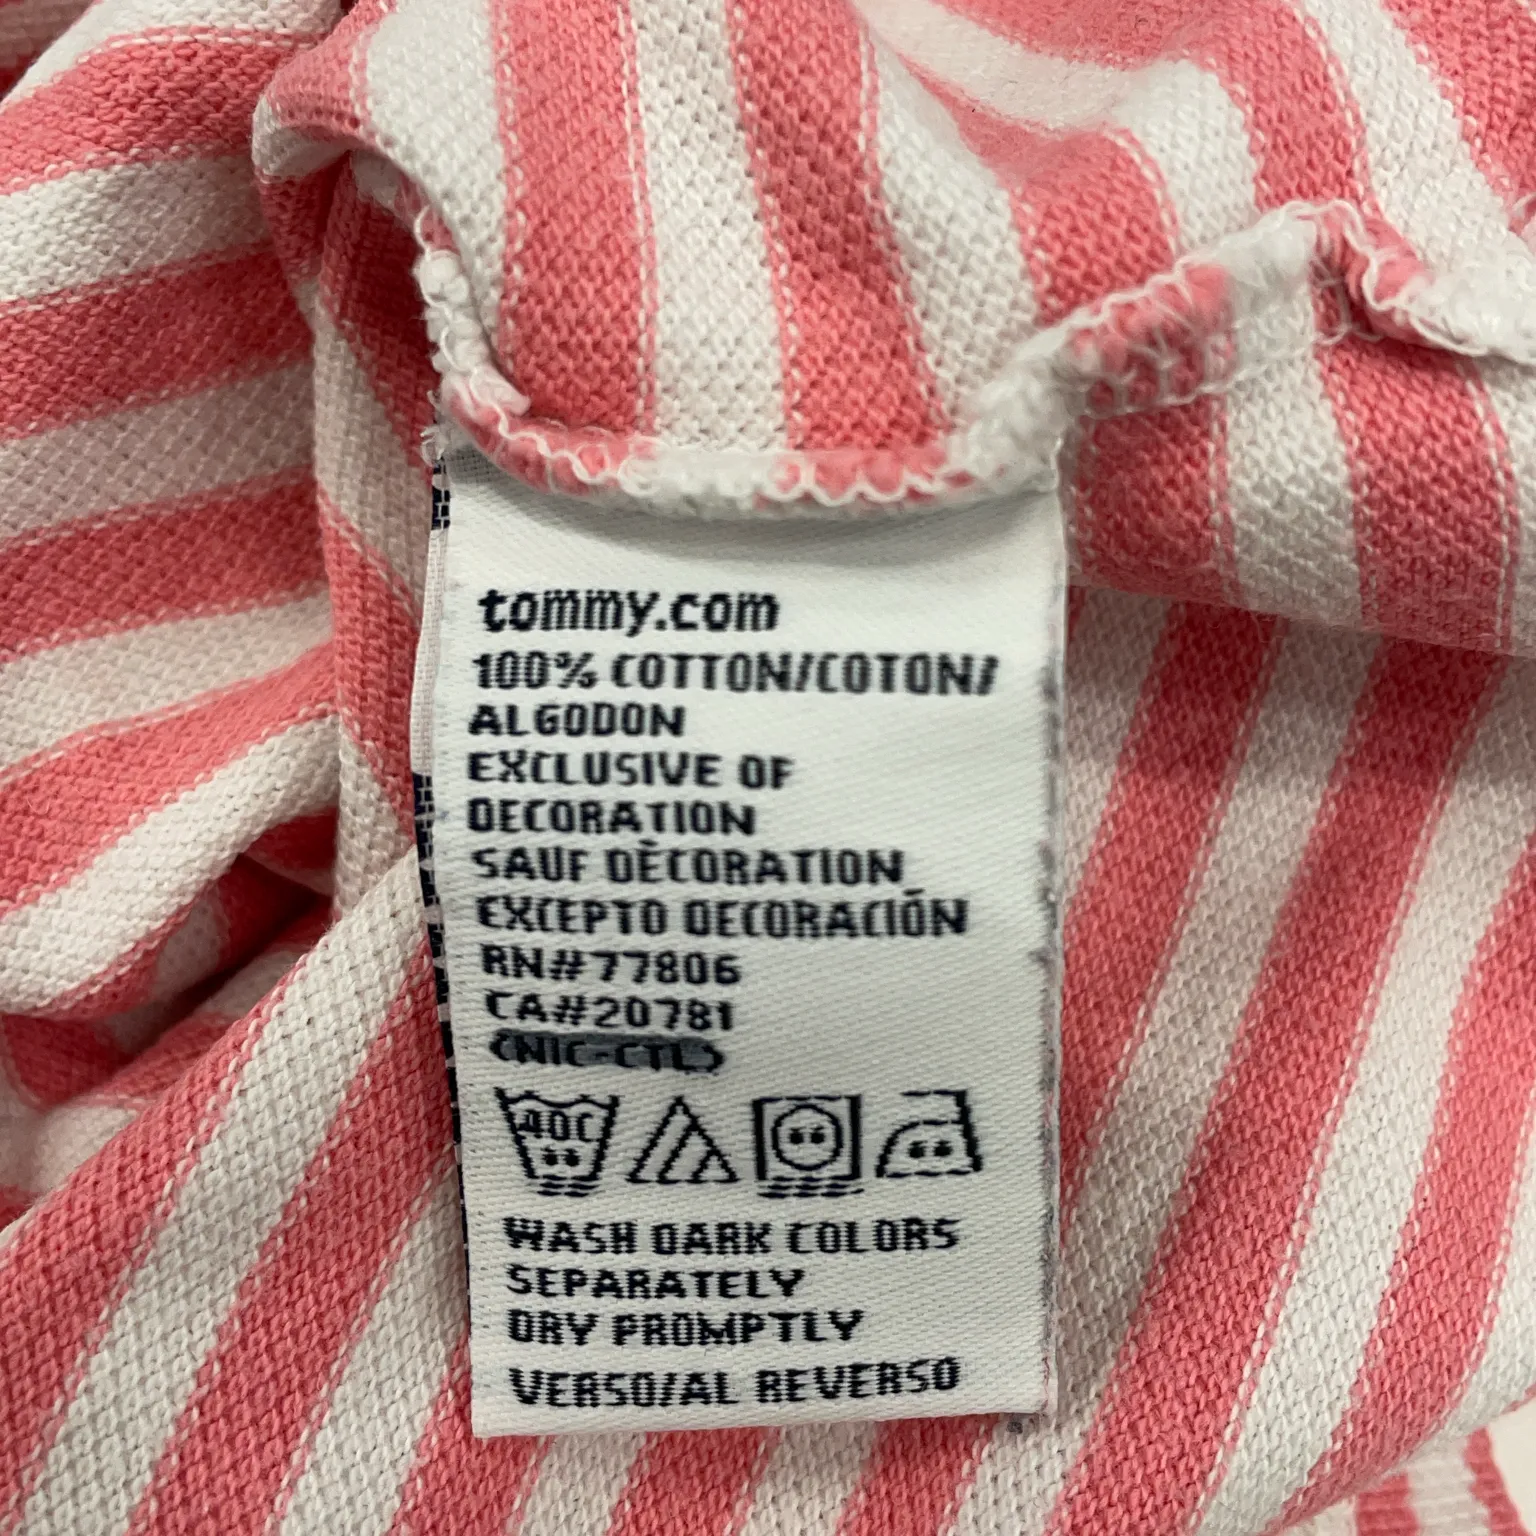 tommy.com
100% COTTON/COTON/
ALGODON
EXCLUSIVE OF
DECORATION
SAUF DÈCORATION
EXCEPTO DECORACIÓN
RN#77806
CA#20781
(NIC-CTL)
40C
WASH DARK COLORS
SEPARATELY
DRY PROMPTLY
VERSO/AL REVERSO